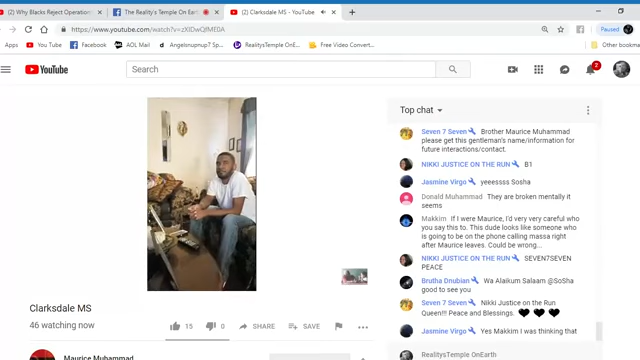 Why Blacks Reject Operation
The Reality's Temple On Earth
Clarksdale MS - YouTube
https://www.youtube.com/watch?v=
Paused
Apps
You Tube
Facebook
AOL Mail
Angelsnupnup7 Spi
RealitysTemple OnE
Free Video Convert
Other bookmarks
YouTube
Search
2
Top chat
Seven 7 Seven Brother Maurice Muhammad
please get this gentleman's name/information for
future interactions/contact.
NIKKI JUSTICE ON THE RUN B1
Jasmine Virgo yeeessss Sosha
Donald Muhammad They are broken mentally it
seems
Makkim If I were Maurice, I'd very very careful who
you say this to. This dude looks like someone who
is going to be on the phone calling massa right
after Maurice leaves. Could be wrong...
NIKKI JUSTICE ON THE RUN SEVEN7SEVEN
PEACE
Brutha Dnubian Wa Alaikum Salaam @SoSha
good to see you
Seven 7 Seven Nikki Justice on the Run
Queen!!! Peace and Blessings. 🖤 🖤 🖤
Jasmine Virgo Yes Makkim I was thinking that
RealitysTemple OnEarth
Clarksdale MS
46 watching now
15
0
SHARE
SAVE
Maurice Muhammad